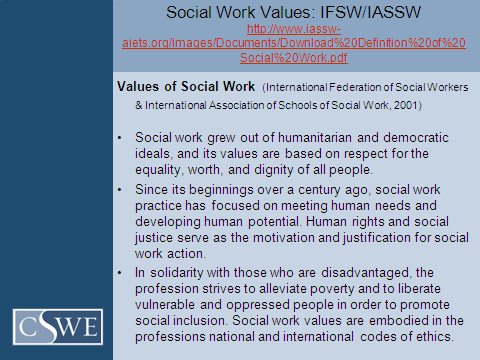 Social Work Values: IFSW/IASSW
http://www.iassw-
aiets.org/images/Documents/Download%20Definition%20of%20
Social%20Work.pdf
Values of Social Work (International Federation of Social Workers
& International Association of Schools of Social Work, 2001)
• Social work grew out of humanitarian and democratic
ideals, and its values are based on respect for the
equality, worth, and dignity of all people.
• Since its beginnings over a century ago, social work
practice has focused on meeting human needs and
developing human potential. Human rights and social
justice serve as the motivation and justification for social
work action.
• In solidarity with those who are disadvantaged, the
profession strives to alleviate poverty and to liberate
vulnerable and oppressed people in order to promote
social inclusion. Social work values are embodied in the
professions national and international codes of ethics.
CSWE